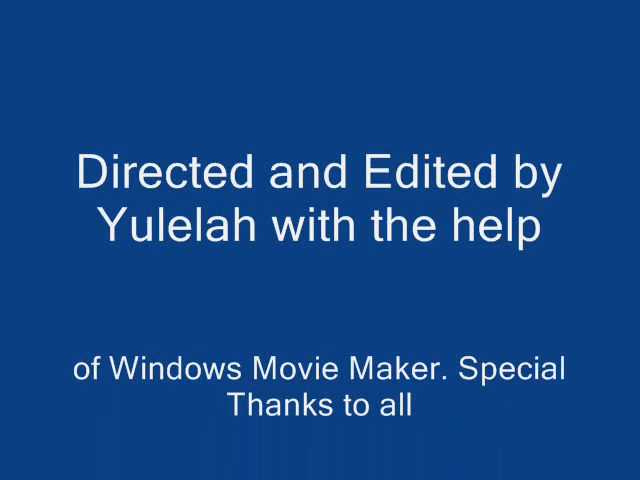 Directed and Edited by
Yulelah with the help
of Windows Movie Maker. Special
Thanks to all